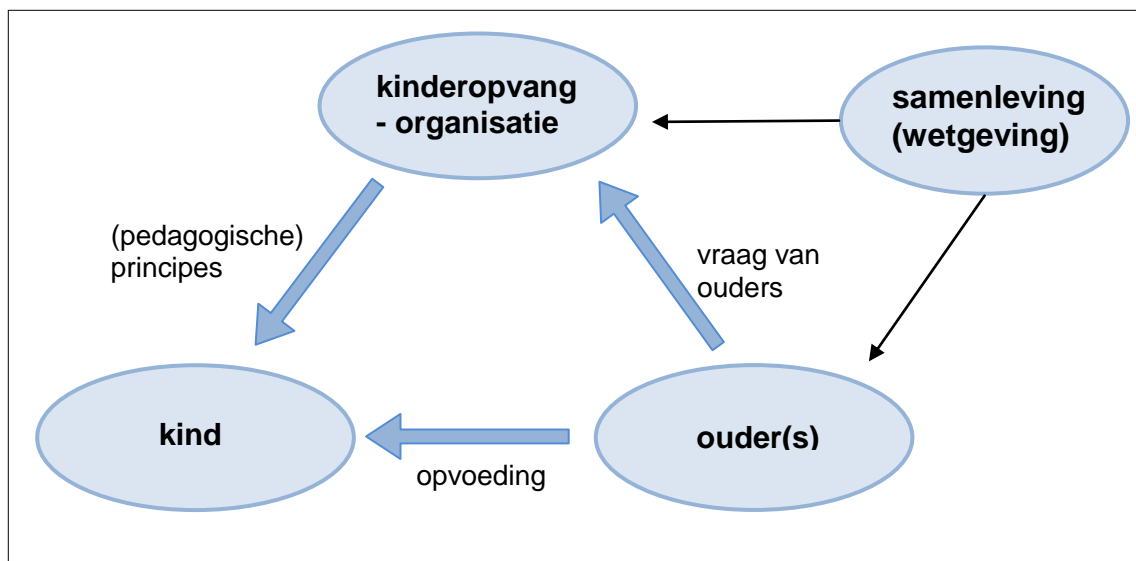 kinderopvang
- organisatie
samenleving
(wetgeving)
(pedagogische)
principes
vraag van
ouders
kind
ouder(s)
opvoeding